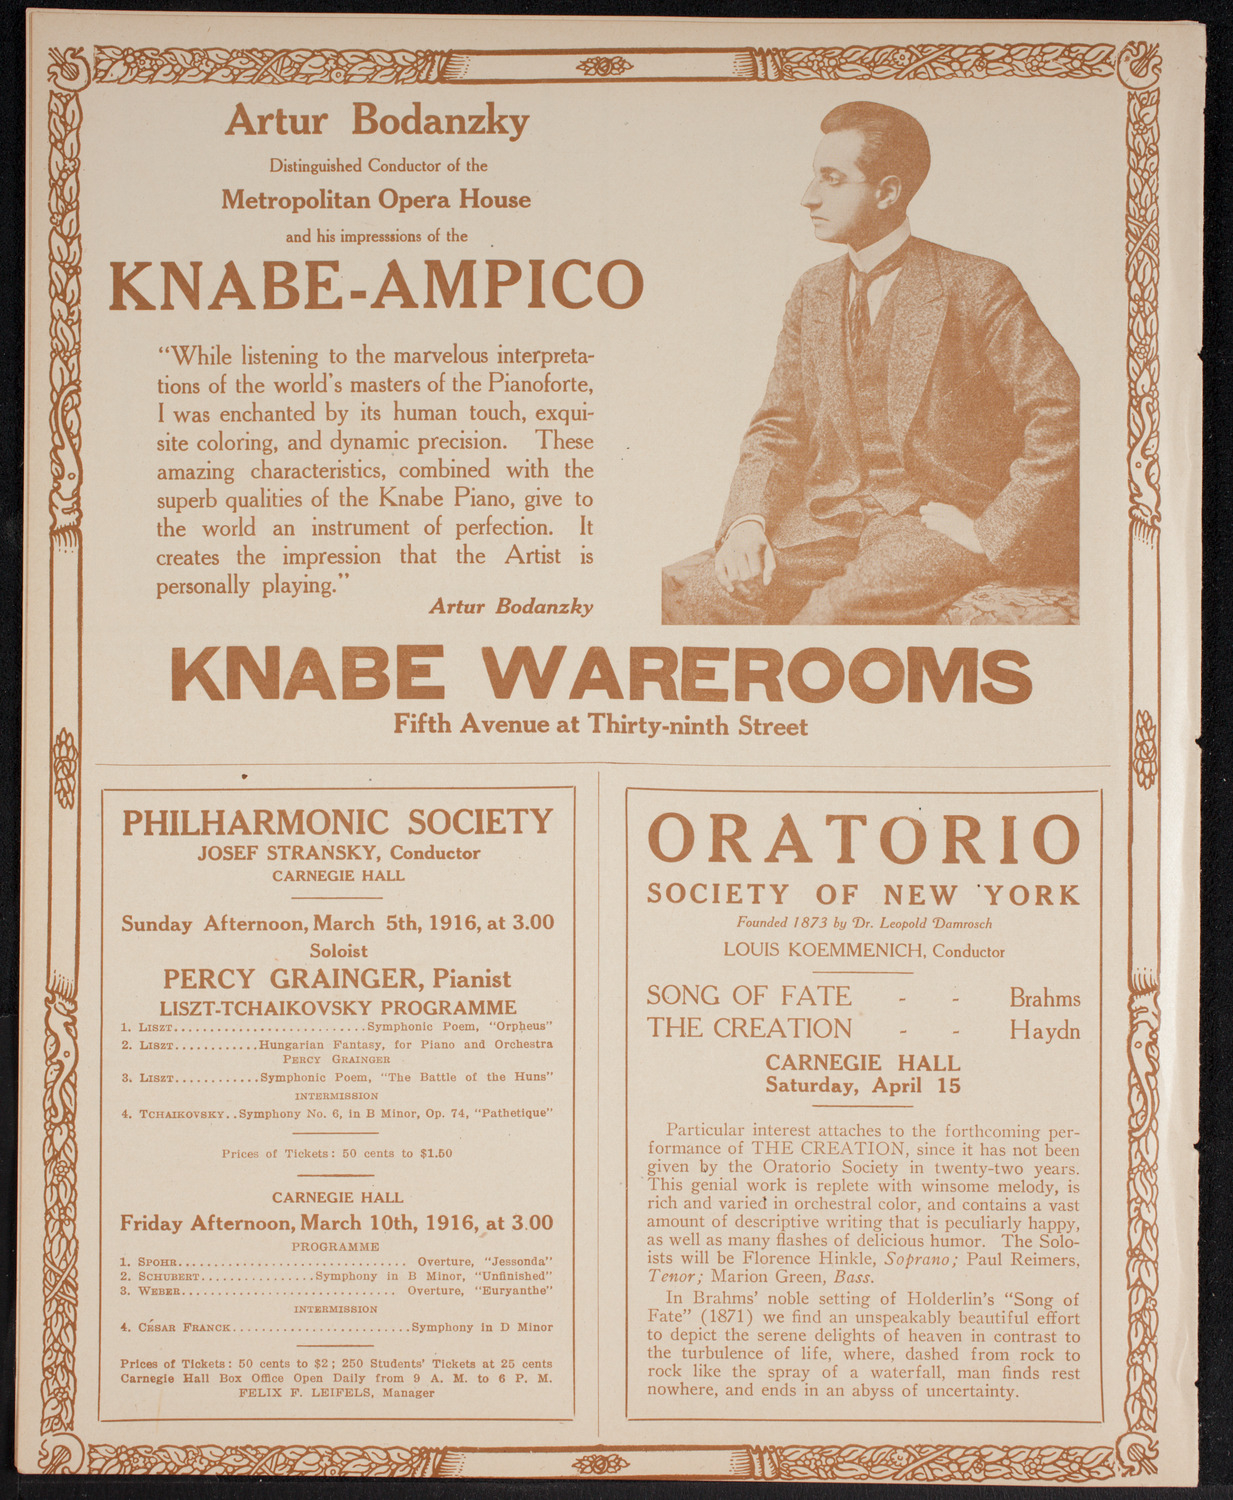 Artur Bodanzky
Distinguished Conductor of the
Metropolitan Opera House
and his impresssions of the
KNABE-AMPICO
“While listening to the marvelous interpreta-
tions of the world’s masters of the Pianoforte,
I was enchanted by its human touch, exqui-
site coloring, and dynamic precision. These
amazing characteristics, combined with the
superb qualities of the Knabe Piano, give to
the world an instrument of perfection. It
creates the impression that the Artist is
personally playing.”
Artur Bodanzky
KNABE WAREROOMS
Fifth Avenue at Thirty-ninth Street
PHILHARMONIC SOCIETY
JOSEF STRANSKY, Conductor
CARNEGIE HALL
Sunday Afternoon, March 5th, 1916, at 3.00
Soloist
PERCY GRAINGER, Pianist
LISZT-TCHAIKOVSKY PROGRAMME
1. LISZT........................Symphonic Poem, “Orpheus”
2. LISZT...........Hungarian Fantasy, for Piano and Orchestra
PERCY GRAINGER
3. LISZT............Symphonic Poem, “The Battle of the Huns”
INTERMISSION
4. TCHAIKOVSKY..Symphony No. 6, in B Minor, Op. 74, “Pathetique”
Prices of Tickets: 50 cents to $1.50
CARNEGIE HALL
Friday Afternoon, March 10th, 1916, at 3.00
PROGRAMME
1. SPOHR............................. Overture, “Jessonda”
2. SCHUBERT...............Symphony in B Minor, “Unfinished”
3. WEBER........................... Overture, “Euryanthe”
INTERMISSION
4. CÉSAR FRANCK.......................Symphony in D Minor
Prices of Tickets: 50 cents to $2; 250 Students’ Tickets at 25 cents
Carnegie Hall Box Office Open Daily from 9 A. M. to 6 P. M.
FELIX F. LEIFELS, Manager
ORATORIO
SOCIETY OF NEW YORK
Founded 1873 by Dr. Leopold Damrosch
LOUIS KOEMMENICH, Conductor
SONG OF FATE - - Brahms
THE CREATION - - Haydn
CARNEGIE HALL
Saturday, April 15
Particular interest attaches to the forthcoming per-
formance of THE CREATION, since it has not been
given by the Oratorio Society in twenty-two years.
This genial work is replete with winsome melody, is
rich and varied in orchestral color, and contains a vast
amount of descriptive writing that is peculiarly happy,
as well as many flashes of delicious humor. The Solo-
ists will be Florence Hinkle, Soprano; Paul Reimers,
Tenor; Marion Green, Bass.
In Brahms’ noble setting of Holderlin’s “Song of
Fate” (1871) we find an unspeakably beautiful effort
to depict the serene delights of heaven in contrast to
the turbulence of life, where, dashed from rock to
rock like the spray of a waterfall, man finds rest
nowhere, and ends in an abyss of uncertainty.